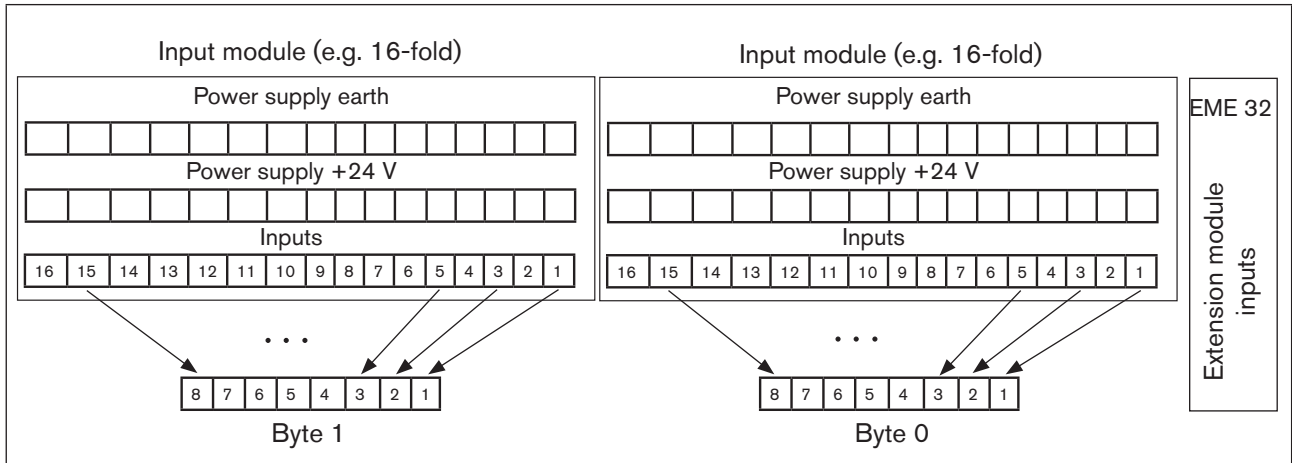 Input module (e.g. 16-fold)
Power supply earth
Power supply +24 V
Inputs
16 15 14 13 12 11 10 9 8 7 6 5 4 3 2 1
. . .
8 7 6 5 4 3 2 1
Byte 1
Input module (e.g. 16-fold)
Power supply earth
Power supply +24 V
Inputs
16 15 14 13 12 11 10 9 8 7 6 5 4 3 2 1
. . .
8 7 6 5 4 3 2 1
Byte 0
EME 32
Extension module
inputs